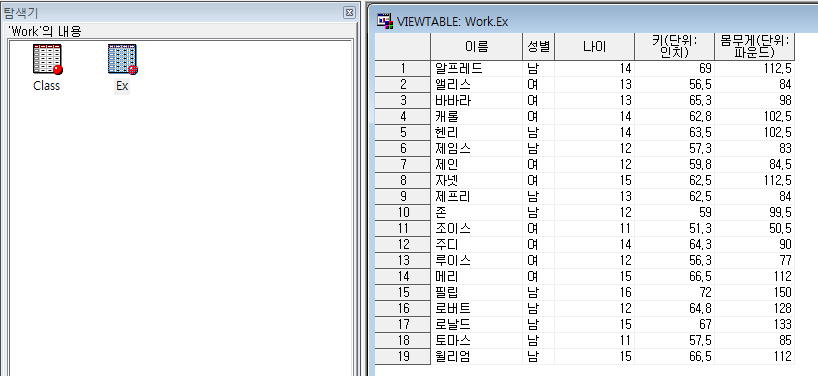 탐색기
'Work'의 내용
Class
Ex
VIEWTABLE: Work.Ex
이름 성별 나이 키(단위: 인치) 몸무게(단위: 파운드)
1 알프레드 남 14 69 112.5
2 앨리스 여 13 56.5 84
3 바바라 여 13 65.3 98
4 캐롤 여 14 62.8 102.5
5 헨리 남 14 63.5 102.5
6 제임스 남 12 57.3 83
7 제인 여 12 59.8 84.5
8 자넷 여 15 62.5 112.5
9 제프리 남 13 62.5 84
10 존 남 12 59 99.5
11 조이스 여 11 51.3 50.5
12 주디 여 14 64.3 90
13 루이스 여 12 56.3 77
14 메리 여 15 66.5 112
15 필립 남 16 72 150
16 로버트 남 12 64.8 128
17 로날드 남 15 67 133
18 토마스 남 11 57.5 85
19 윌리엄 남 15 66.5 112